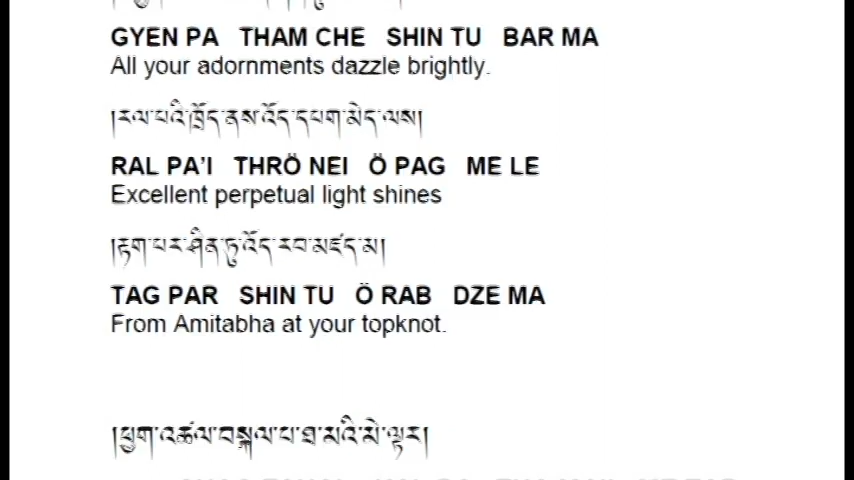 GYEN PA THAM CHE SHIN TU BAR MA
All your adornments dazzle brightly.
།རལ་པའི་ཁྲོད་ནས་འོད་དཔག་མེད་ལས།
RAL PA’I THRÖ NEI Ö PAG ME LE
Excellent perpetual light shines
།རྟག་པར་ཤིན་ཏུ་འོད་རབ་མཛད་མ།
TAG PAR SHIN TU Ö RAB DZE MA
From Amitabha at your topknot.
།ཕྱག་འཚལ་བསྐལ་པ་ཐ་མའི་མེ་ལྟར།